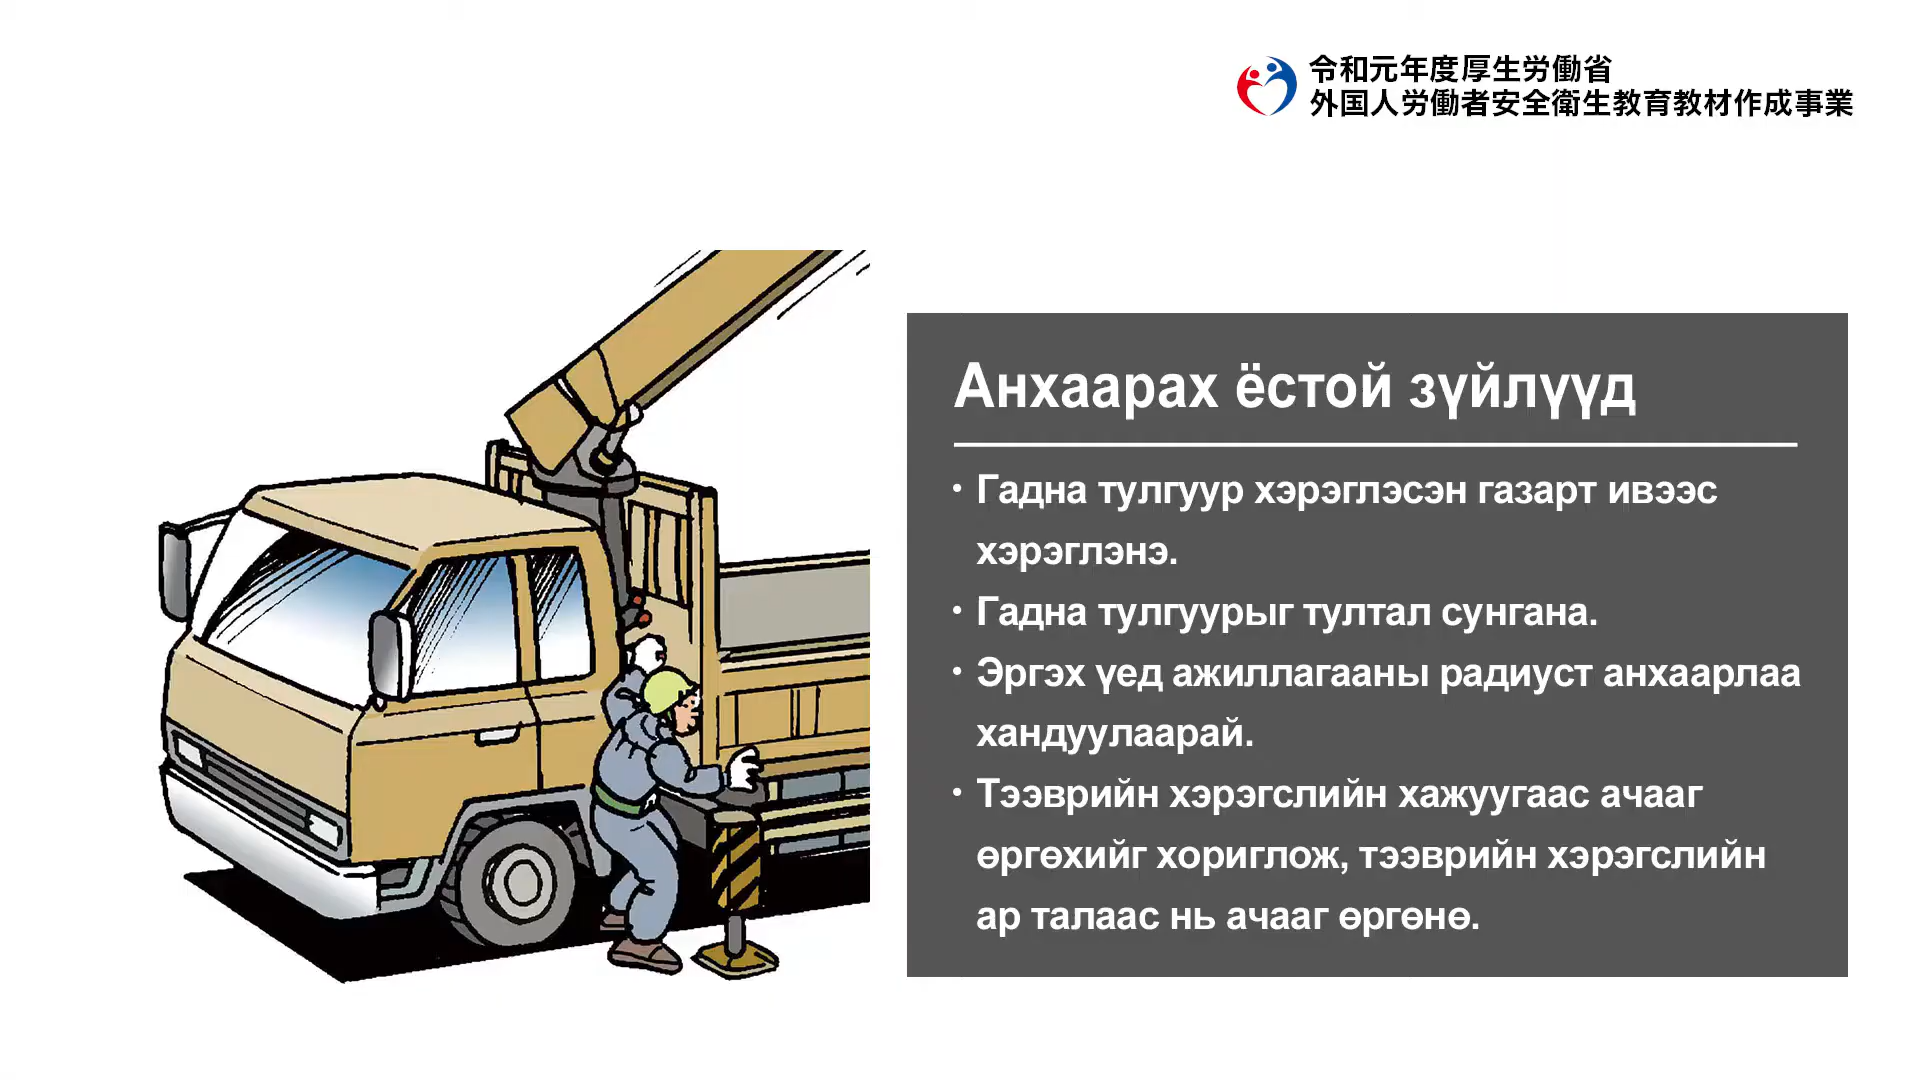 令和元年度厚生労働省
外国人労働者安全衛生教育教材作成事業
Анхаарах ёстой зүйлүүд
・Гадна тулгуур хэрэглэсэн газарт ивээс
хэрэглэнэ.
・Гадна тулгуурыг тултал сунгана.
・Эргэх үед ажиллагааны радиуст анхаарлаа
хандуулаарай.
・Тээврийн хэрэгслийн хажуугаас ачааг
өргөхийг хориглож, тээврийн хэрэгслийн
ар талаас нь ачааг өргөнө.